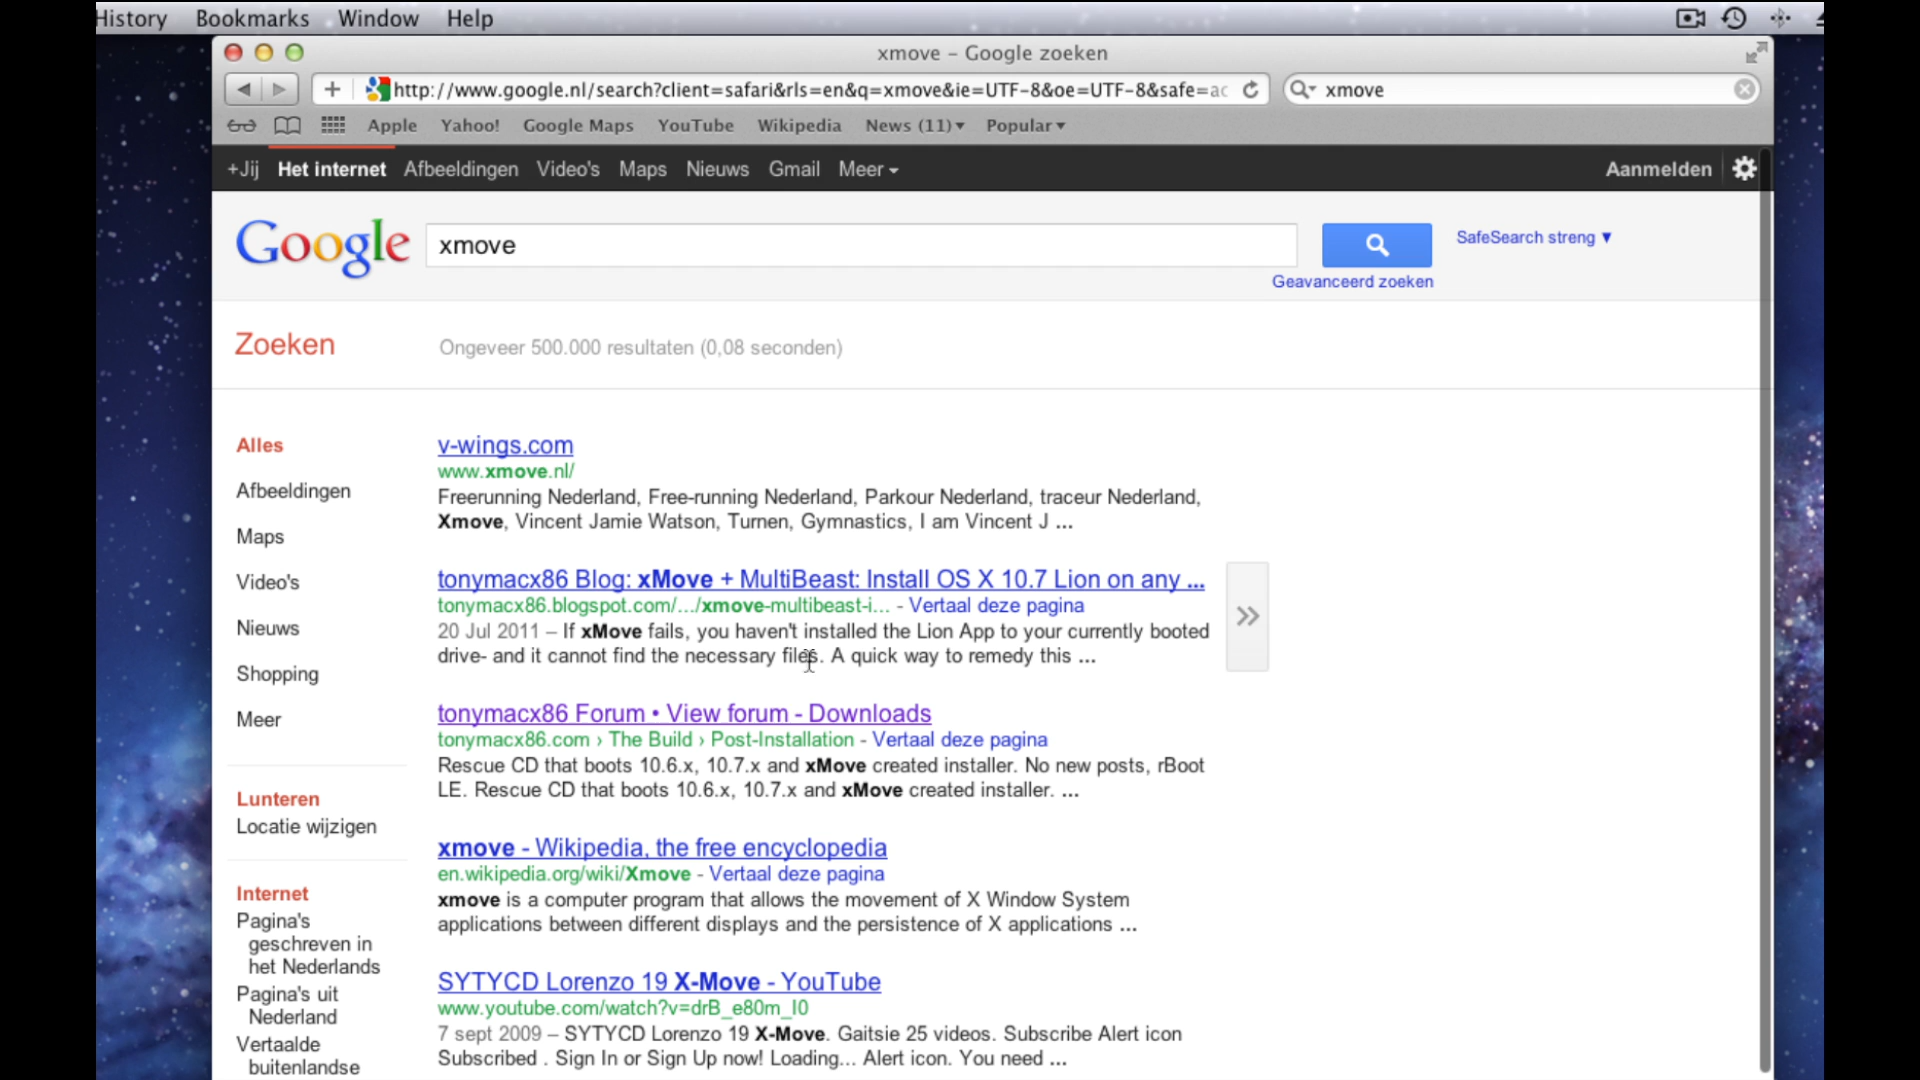 History Bookmarks Window Help
xmove – Google zoeken
http://www.google.nl/search?client=safari&rls=en&q=xmove&ie=UTF-8&oe=UTF-8&safe=ac
xmove
Apple Yahoo! Google Maps YouTube Wikipedia News (11)▾ Popular▾
+Jij Het internet Afbeeldingen Video's Maps Nieuws Gmail Meer
Aanmelden
Google
xmove
SafeSearch streng ▼
Geavanceerd zoeken
Zoeken
Ongeveer 500.000 resultaten (0,08 seconden)
Alles
Afbeeldingen
Maps
Video's
Nieuws
Shopping
Meer
Lunteren
Locatie wijzigen
Internet
Pagina's
geschreven in
het Nederlands
Pagina's uit
Nederland
Vertaalde
buitenlandse
v-wings.com
www.xmove.nl/
Freerunning Nederland, Free-running Nederland, Parkour Nederland, traceur Nederland,
Xmove, Vincent Jamie Watson, Turnen, Gymnastics, I am Vincent J ...
tonymacx86 Blog: xMove + MultiBeast: Install OS X 10.7 Lion on any ...
tonymacx86.blogspot.com/.../xmove-multibeast-i... - Vertaal deze pagina
20 Jul 2011 – If xMove fails, you haven't installed the Lion App to your currently booted
drive- and it cannot find the necessary files. A quick way to remedy this ...
tonymacx86 Forum • View forum - Downloads
tonymacx86.com › The Build › Post-Installation - Vertaal deze pagina
Rescue CD that boots 10.6.x, 10.7.x and xMove created installer. No new posts, rBoot
LE. Rescue CD that boots 10.6.x, 10.7.x and xMove created installer. ...
xmove - Wikipedia, the free encyclopedia
en.wikipedia.org/wiki/Xmove - Vertaal deze pagina
xmove is a computer program that allows the movement of X Window System
applications between different displays and the persistence of X applications ...
SYTYCD Lorenzo 19 X-Move - YouTube
www.youtube.com/watch?v=drB_e80m_I0
7 sept 2009 – SYTYCD Lorenzo 19 X-Move. Gaitsie 25 videos. Subscribe Alert icon
Subscribed . Sign In or Sign Up now! Loading... Alert icon. You need ...